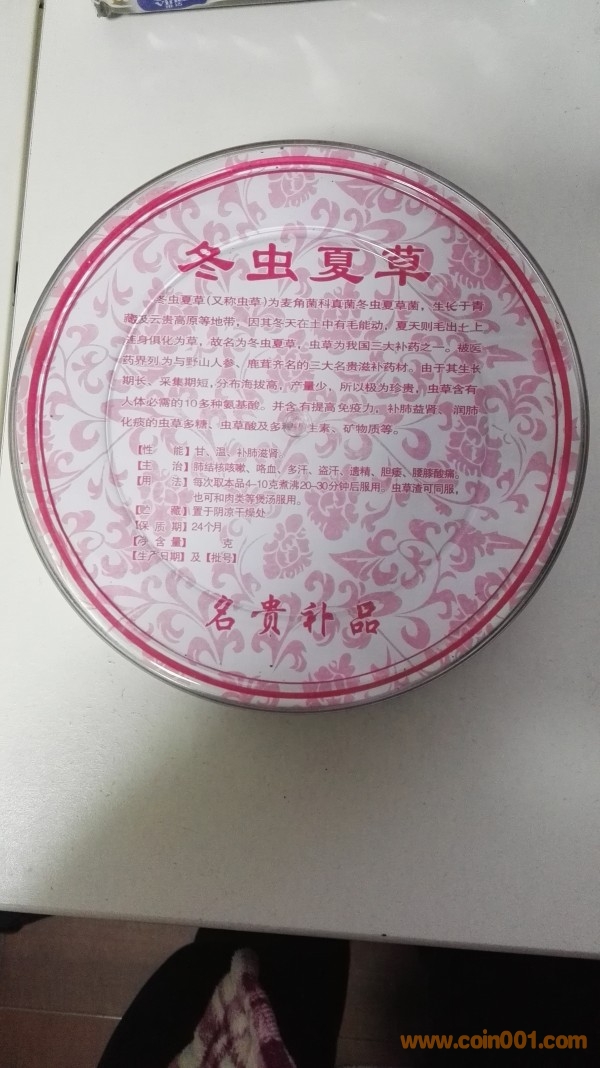 冬虫夏草
冬虫夏草(又称虫草)为麦角菌科真菌冬虫夏草菌，生长于青
藏及云贵高原等地带，因其冬天在土中有毛能动，夏天则毛出七上
连身俱化为草，故名为冬虫夏草，虫草为我国三大补药之一。被医
药界列为与野山人参、鹿茸齐名的三大名贵滋补药材。由于其生长
期长、采集期短，分布海拔高，产量少，所以极为珍贵，虫草含有
人体必需的10多种氨基酸。并含有提高免疫力，补肺益肾、润肺
化痰的虫草多糖、虫草酸及多种 生素、矿物质等。
【性 能】甘、温、补肺滋肾。
【主 治】肺结核咳嗽、咯血、多汗、盗汗、遗精、胆痿、腰膝酸痛。
【用 法】每次取本品4-10克煮沸20-30分钟后服用。虫草渣可同服，
也可和肉类等煲汤服用。
【贮 藏】置于阴凉干燥处
【保 质 期】24个月
【净 含 量】 克
【生产日期】及【批号】
名贵补品
www.coin001.com